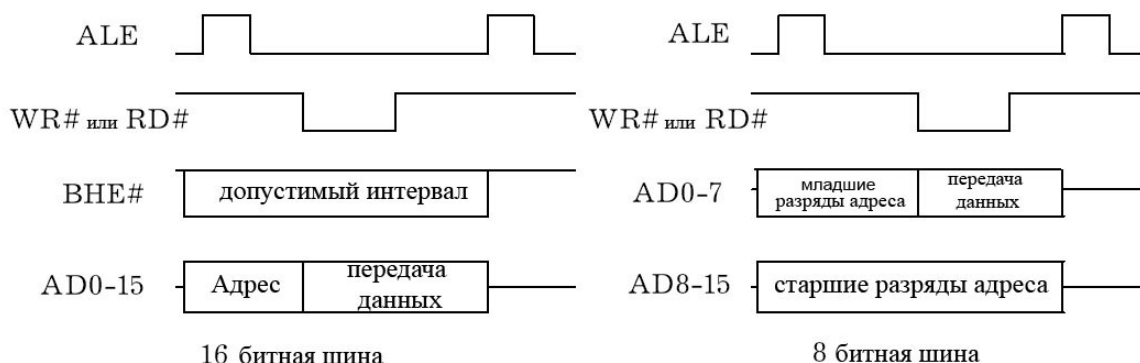 ALE
WR# или RD#
BHE#
допустимый интервал
AD0-15
Адрес
передача
данных
16 битная шина
ALE
WR# или RD#
AD0-7
младшие
разряды адреса
передача
данных
AD8-15
старшие разряды адреса
8 битная шина